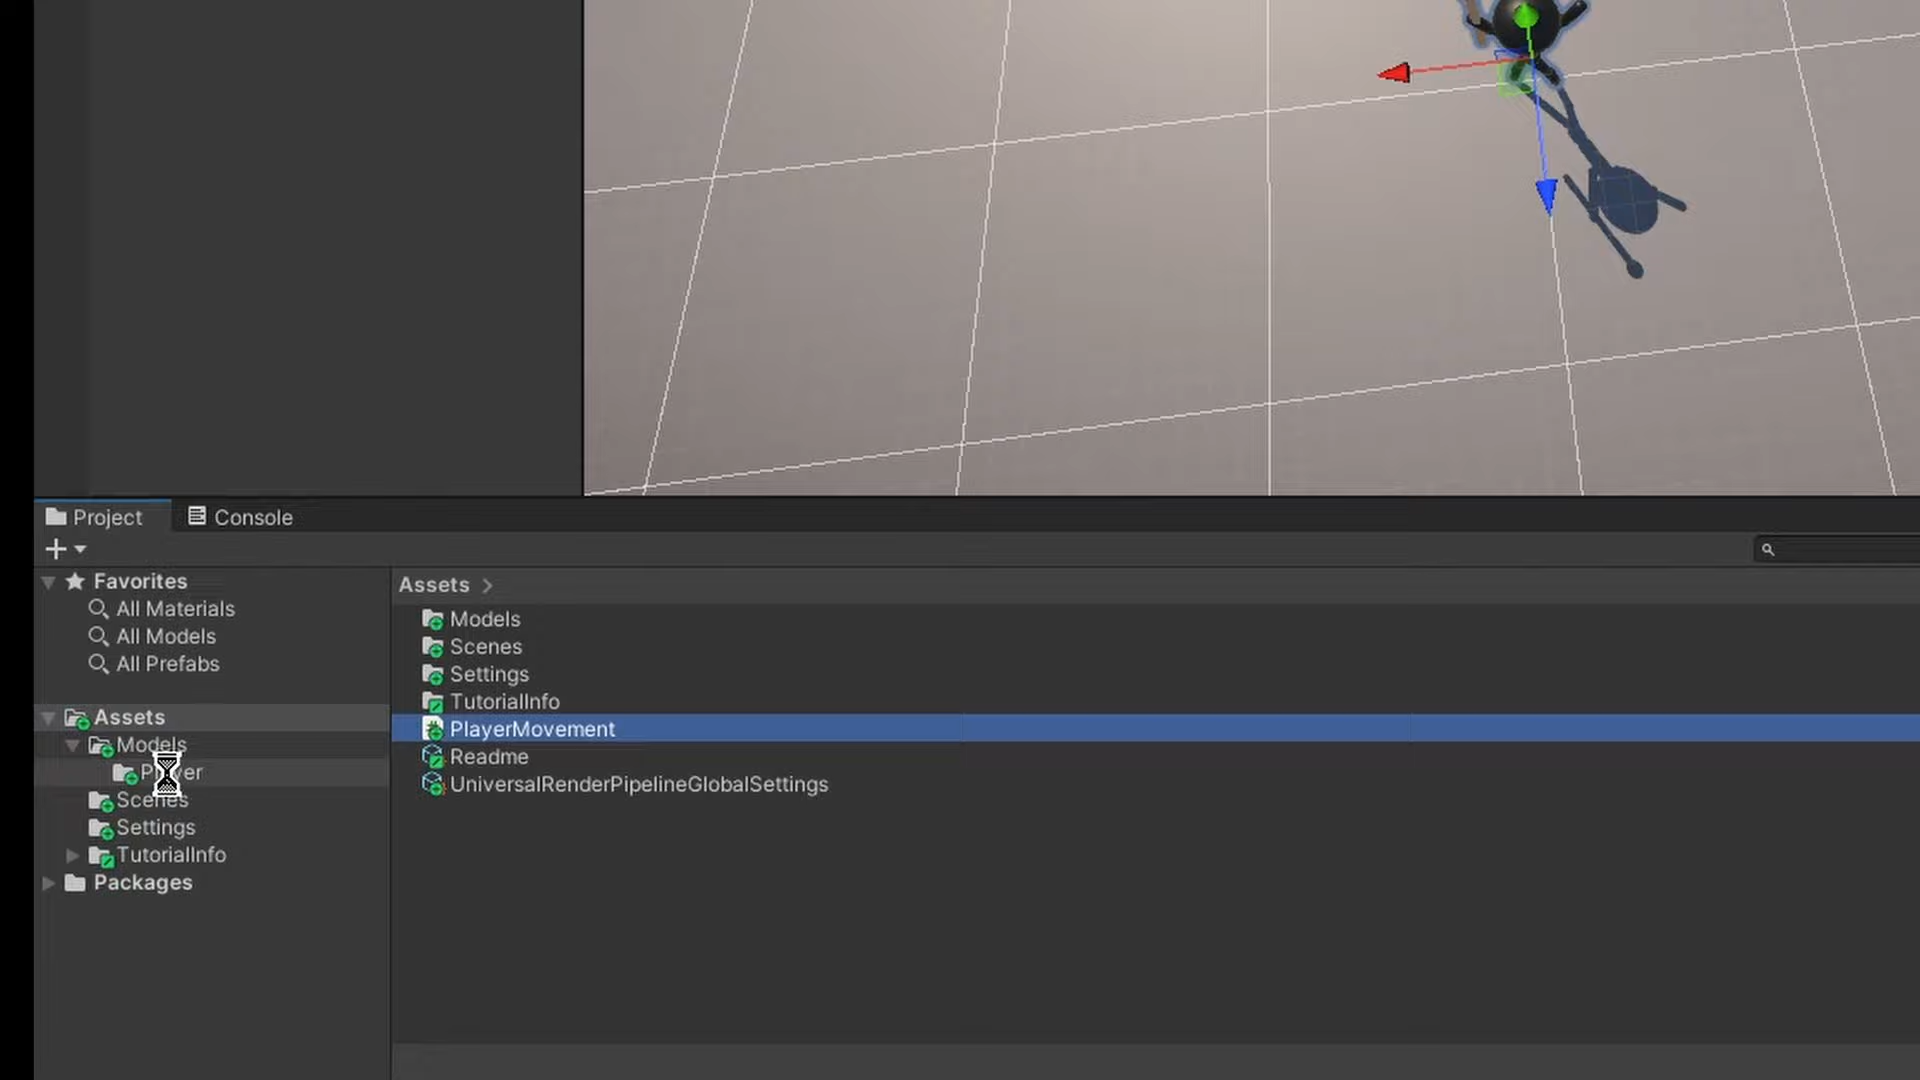 Project
Console
Favorites
All Materials
All Models
All Prefabs
Assets
Models
Scenes
Settings
TutorialInfo
Packages
Assets
Models
Scenes
Settings
TutorialInfo
PlayerMovement
Readme
UniversalRenderPipelineGlobalSettings